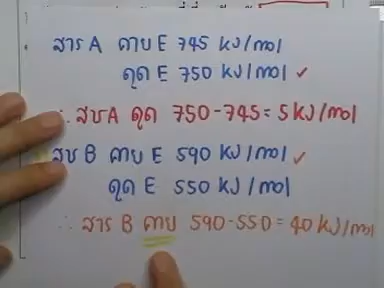 สาร A คาย E 745 kJ/mol
ดูด E 750 kJ/mol ✓
∴ สาร A ดูด 750-745 = 5 kJ/mol
สาร B คาย E 590 kJ/mol ✓
ดูด E 550 kJ/mol
∴ สาร B คาย 590-550 = 40 kJ/mol